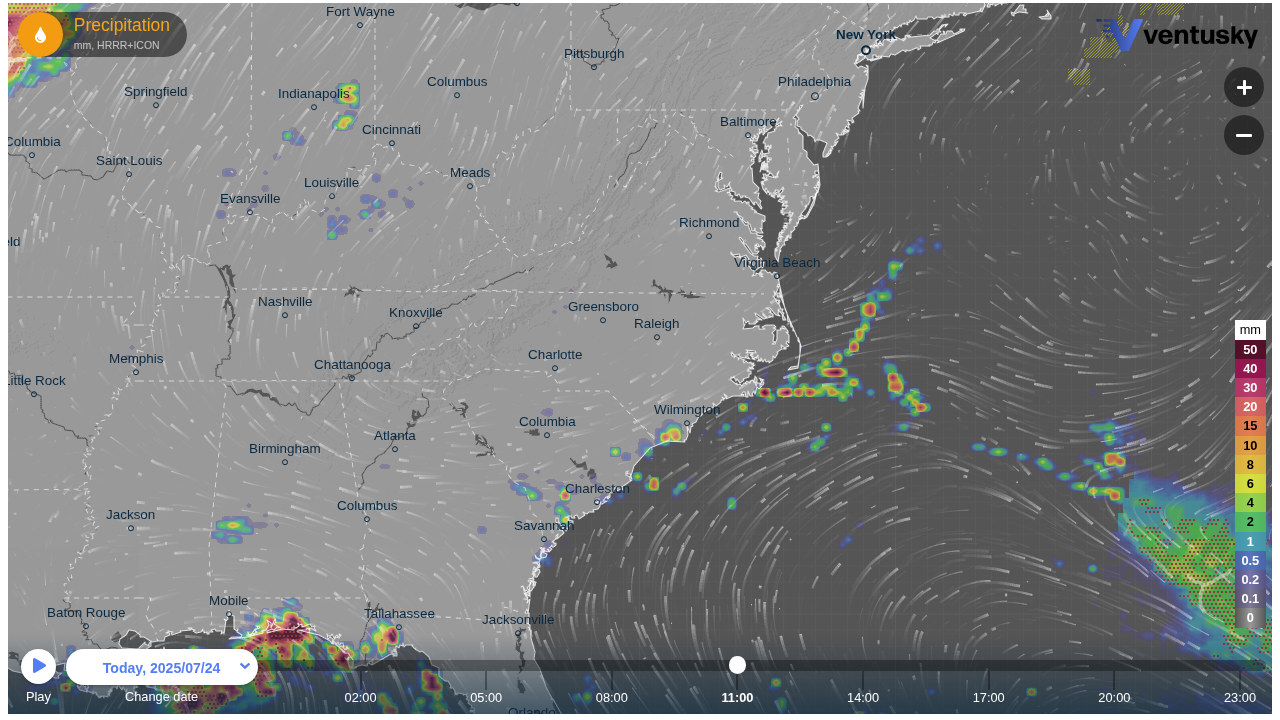 Fort Wayne
Precipitation
mm, HRRR+ICON
New York
ventusky
Pittsburgh
Columbus
Philadelphia
Springfield
Indianapolis
Baltimore
Cincinnati
Columbia
Saint Louis
Meads
Louisville
Evansville
Richmond
eld
Virginia Beach
Nashville
Knoxville
Greensboro
Raleigh
mm
50
Memphis
Charlotte
Chattanooga
40
Little Rock
30
20
Wilmington
Columbia
15
Atlanta
Birmingham
10
8
6
Charleston
Columbus
4
Jackson
Savannah
2
1
0.5
0.2
0.1
Mobile
Baton Rouge
Tallahassee
Jacksonville
0
Today, 2025/07/24
Play
Change date
02:00
05:00
08:00
11:00
14:00
17:00
20:00
23:00
Orlando